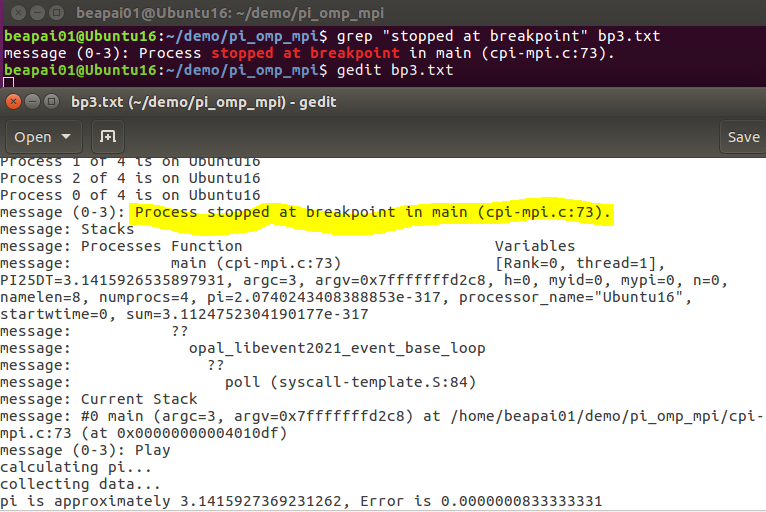 beapai01@Ubuntu16: ~/demo/pi_omp_mpi
beapai01@Ubuntu16:~/demo/pi_omp_mpi$ grep "stopped at breakpoint" bp3.txt
message (0-3): Process stopped at breakpoint in main (cpi-mpi.c:73).
beapai01@Ubuntu16:~/demo/pi_omp_mpi$ gedit bp3.txt
bp3.txt (~/demo/pi_omp_mpi) - gedit
Open Save
Process 1 of 4 is on Ubuntu16
Process 2 of 4 is on Ubuntu16
Process 0 of 4 is on Ubuntu16
message (0-3): Process stopped at breakpoint in main (cpi-mpi.c:73).
message: Stacks
message: Processes Function Variables
message: main (cpi-mpi.c:73) [Rank=0, thread=1],
PI25DT=3.1415926535897931, argc=3, argv=0x7fffffffd2c8, h=0, myid=0, mypi=0, n=0,
namelen=8, numprocs=4, pi=2.0740243408388853e-317, processor_name="Ubuntu16",
startwtime=0, sum=3.1124752304190177e-317
message: ??
message: opal_libevent2021_event_base_loop
message: ??
message: poll (syscall-template.S:84)
message: Current Stack
message: #0 main (argc=3, argv=0x7fffffffd2c8) at /home/beapai01/demo/pi_omp_mpi/cpi-
mpi.c:73 (at 0x00000000004010df)
message (0-3): Play
calculating pi...
collecting data...
pi is approximately 3.1415927369231262, Error is 0.0000000833333331